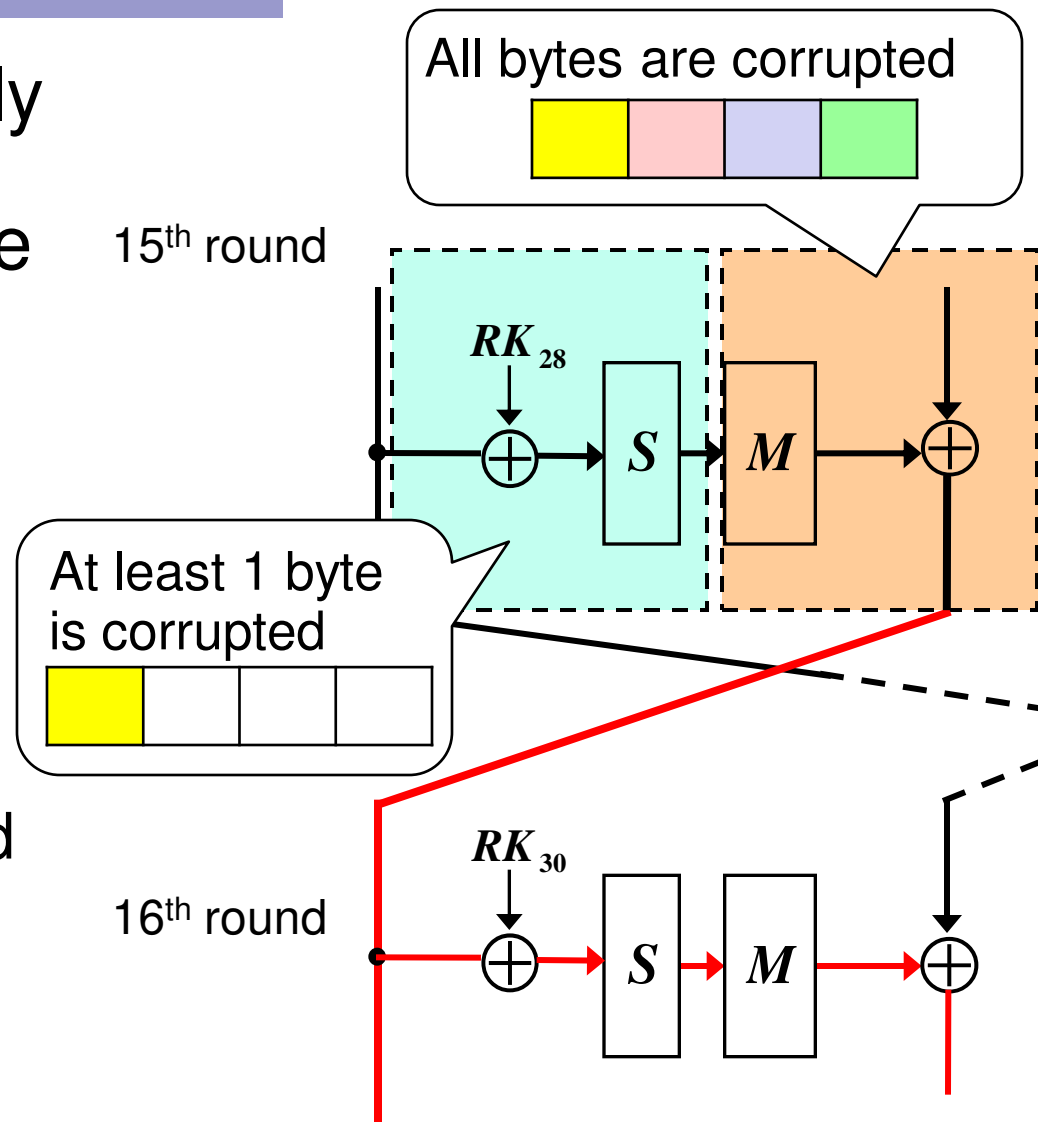 All bytes are corrupted
15th round
RK28
S
M
At least 1 byte
is corrupted
RK30
16th round
S
M